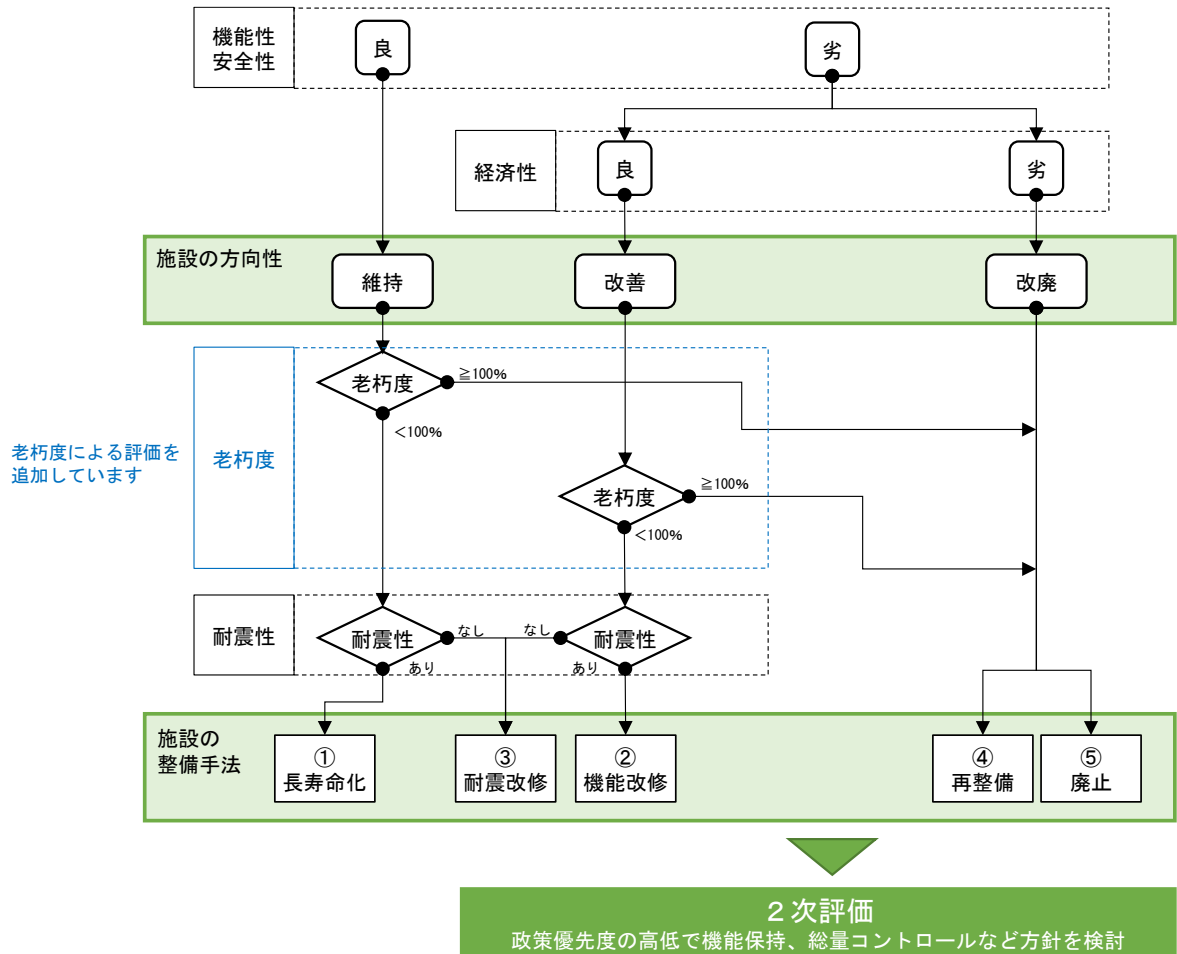 機能性
安全性
良
劣
経済性
良
劣
施設の方向性
維持
改善
改廃
老朽度
≧100%
<100%
老朽度による評価を
追加しています
老朽度
老朽度
≧100%
<100%
耐震性
耐震性
なし
なし
耐震性
あり
あり
施設の
整備手法
①
長寿命化
③
耐震改修
②
機能改修
④
再整備
⑤
廃止
2次評価
政策優先度の高低で機能保持、総量コントロールなど方針を検討